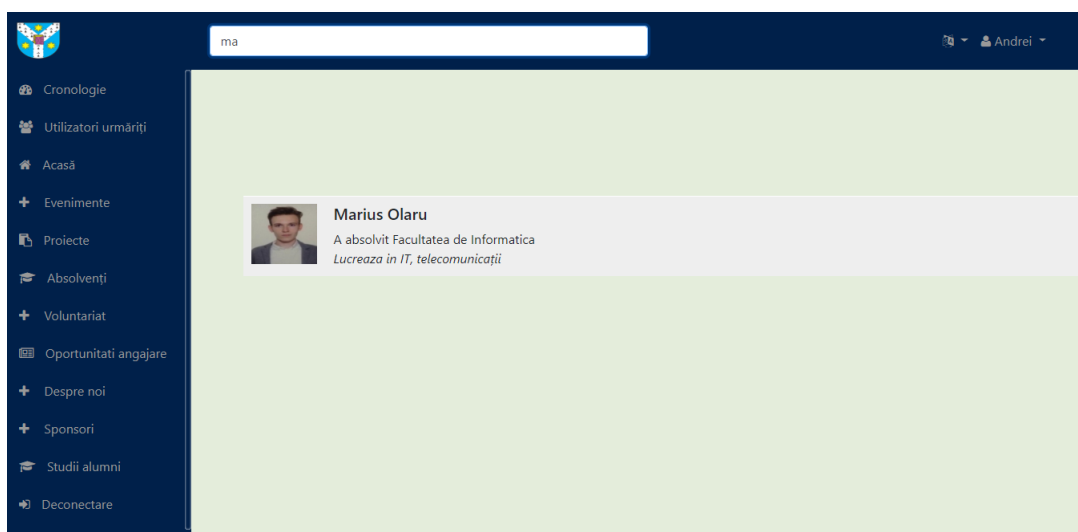 ma
Andrei
Cronologie
Utilizatori urmăriți
Acasă
Evenimente
Proiecte
Absolvenți
Voluntariat
Oportunitati angajare
Despre noi
Sponsori
Studii alumni
Deconectare
Marius Olaru
A absolvit Facultatea de Informatica
Lucreaza in IT, telecomunicații